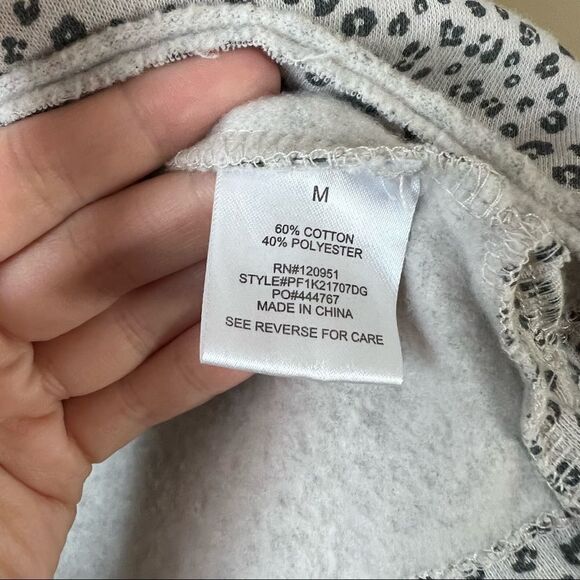 M
60% COTTON
40% POLYESTER
RN#120951
STYLE#PF1K21707DG
PO#444767
MADE IN CHINA
SEE REVERSE FOR CARE